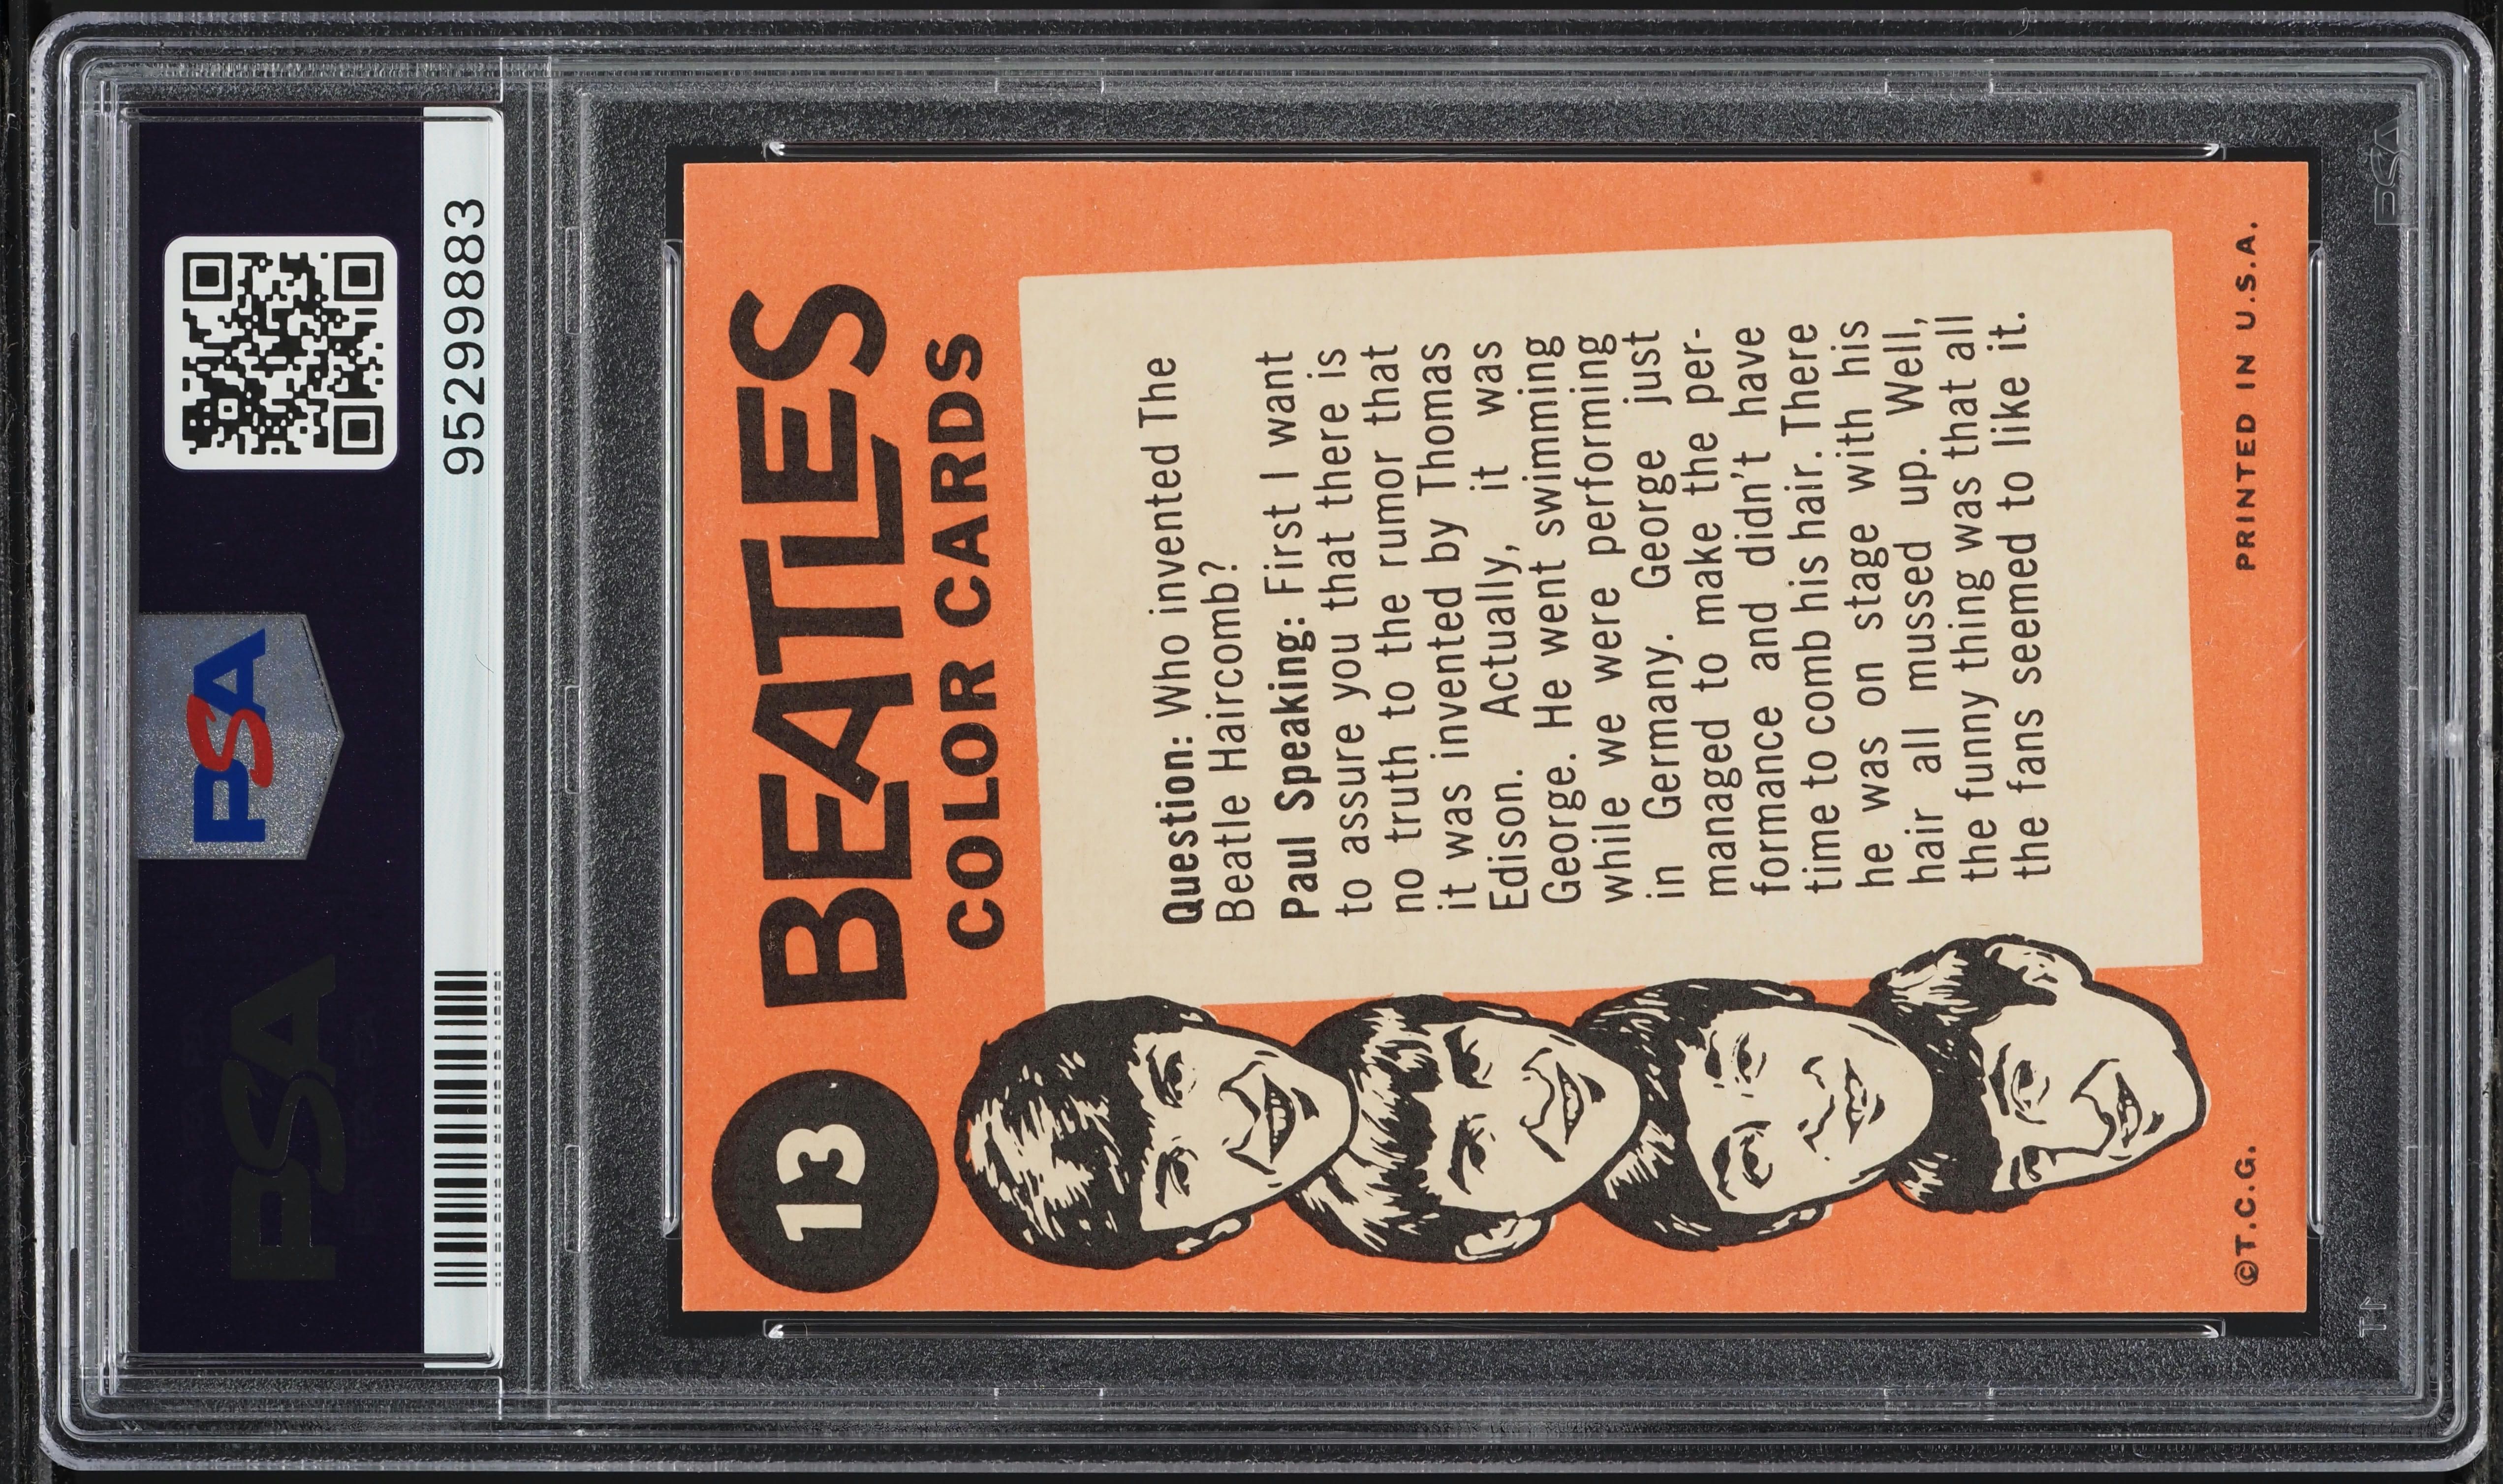 PSA
PSA
95299883
13
BEATLES
COLOR CARDS
Question: Who invented The
Beatle Haircomb?
Paul Speaking: First I want
to assure you that there is
no truth to the rumor that
it was invented by Thomas
Edison. Actually, it was
George. He went swimming
while we were performing
in Germany. George just
managed to make the per-
formance and didn't have
time to comb his hair. There
he was on stage with his
hair all mussed up. Well,
the funny thing was that all
the fans seemed to like it.
©T.C.G.
PRINTED IN U.S.A.
PSA